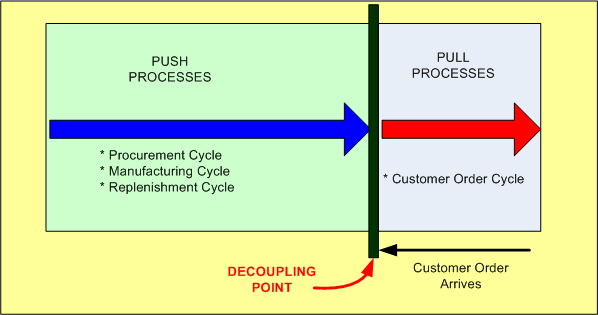 PUSH
PROCESSES
PULL
PROCESSES
* Procurement Cycle
* Manufacturing Cycle
* Replenishment Cycle
* Customer Order Cycle
DECOUPLING
POINT
Customer Order
Arrives